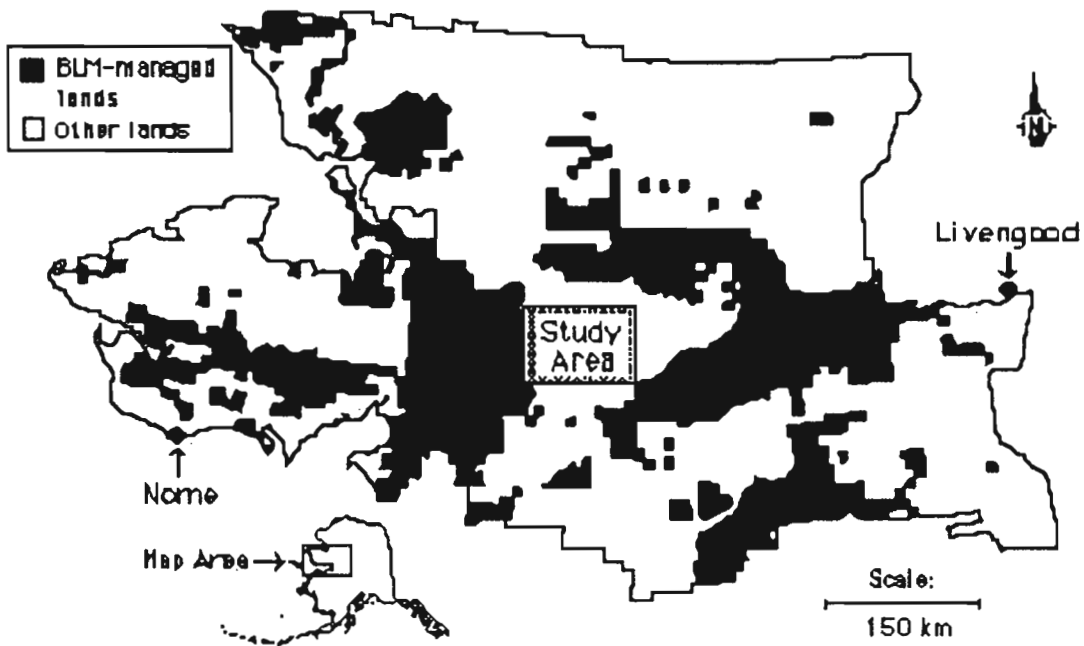 BLM-managed
lands
Other lands
N
Livengood
Study
Area
Nome
Map Area
Scale:
150 km